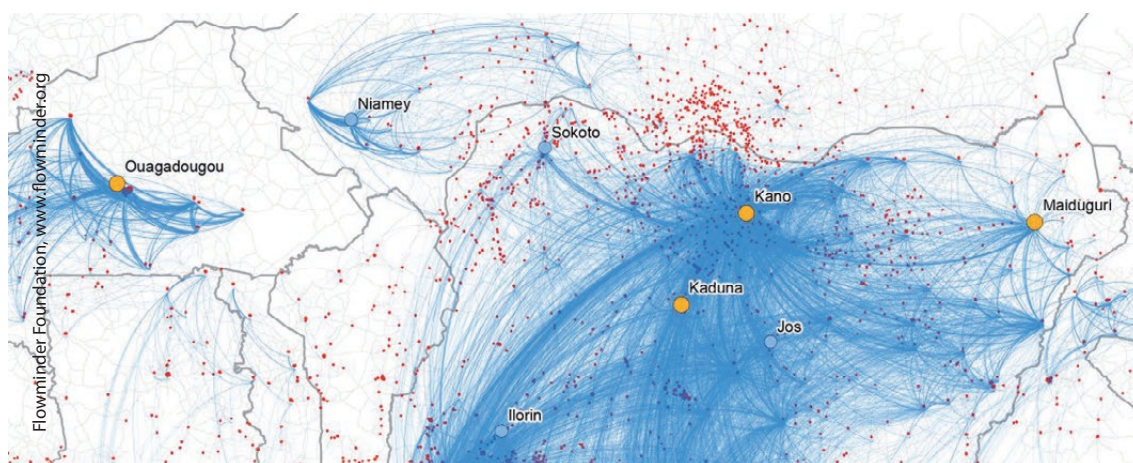 Flowminder Foundation, www.flowminder.org
Niamey
Sokoto
Ouagadougou
Kano
Maiduguri
Kaduna
Jos
Ilorin